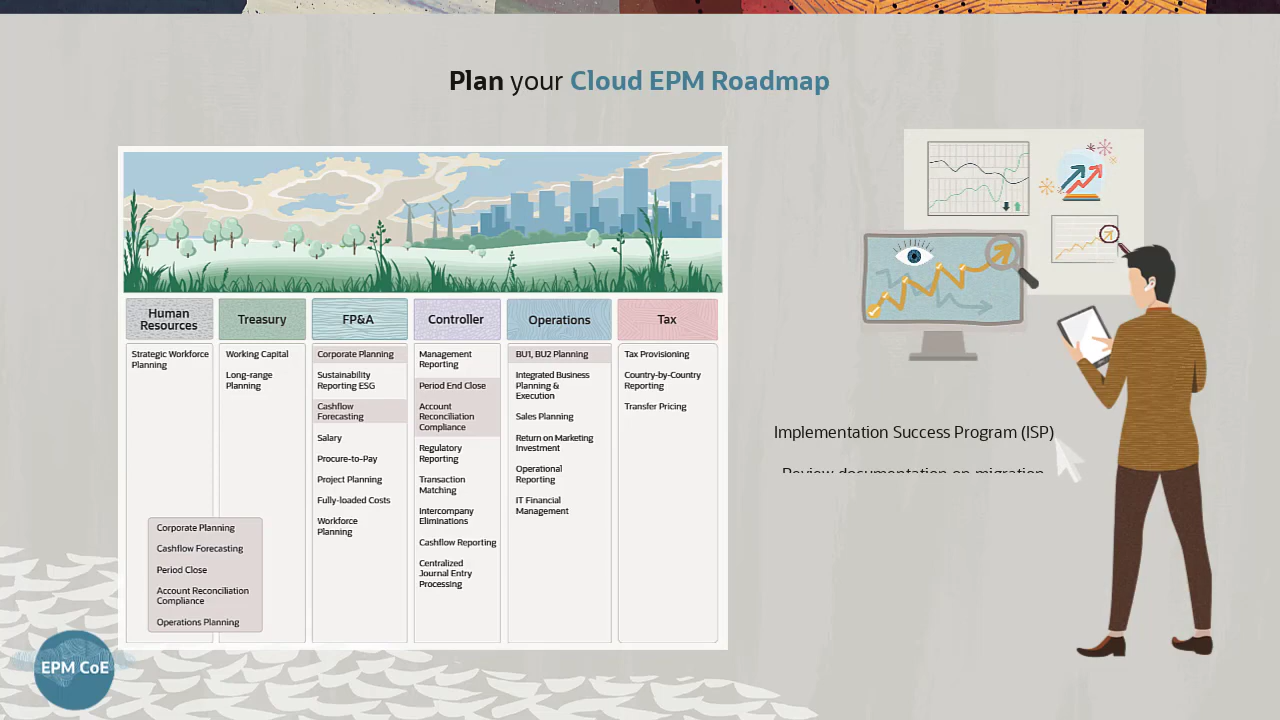 Plan your Cloud EPM Roadmap
Human
Resources
Strategic Workforce
Planning
Treasury
Working Capital
Long-range
Planning
FP&A
Corporate Planning
Sustainability
Reporting ESG
Cashflow
Forecasting
Salary
Procure-to-Pay
Project Planning
Fully-loaded Costs
Workforce
Planning
Controller
Management
Reporting
Period End Close
Account
Reconciliation
Compliance
Regulatory
Reporting
Transaction
Matching
Intercompany
Eliminations
Cashflow Reporting
Centralized
Journal Entry
Processing
Operations
BU1, BU2 Planning
Integrated Business
Planning &
Execution
Sales Planning
Return on Marketing
Investment
Operational
Reporting
IT Financial
Management
Tax
Tax Provisioning
Country-by-Country
Reporting
Transfer Pricing
Corporate Planning
Cashflow Forecasting
Period Close
Account Reconciliation
Compliance
Operations Planning
Implementation Success Program (ISP)
Review documentation on migration
EPM CoE